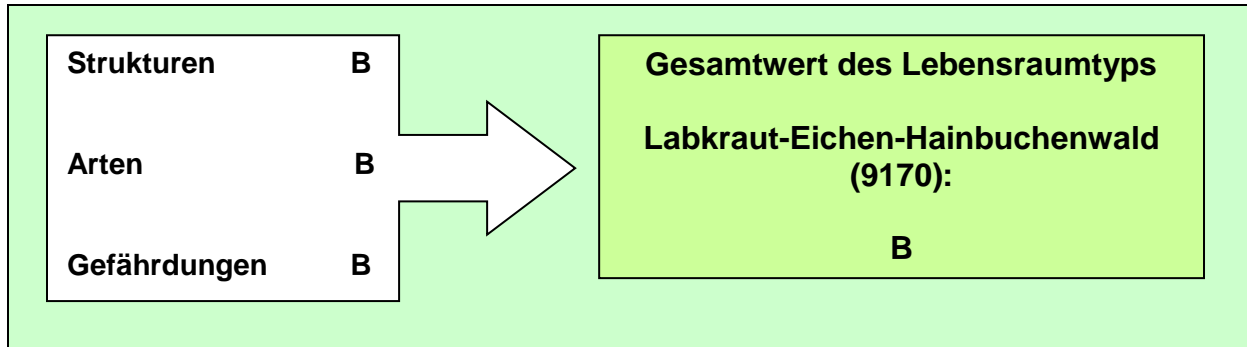 Strukturen B
Arten B
Gefährdungen B
Gesamtwert des Lebensraumtyps
Labkraut-Eichen-Hainbuchenwald
(9170):
B